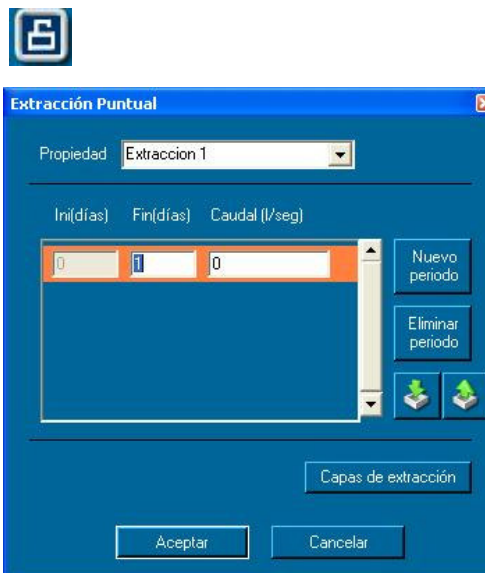 Extracción Puntual
Propiedad Extraccion 1
Ini(días) Fin(días) Caudal (l/seg)
0 1 0
Nuevo
periodo
Eliminar
periodo
Capas de extracción
Aceptar Cancelar